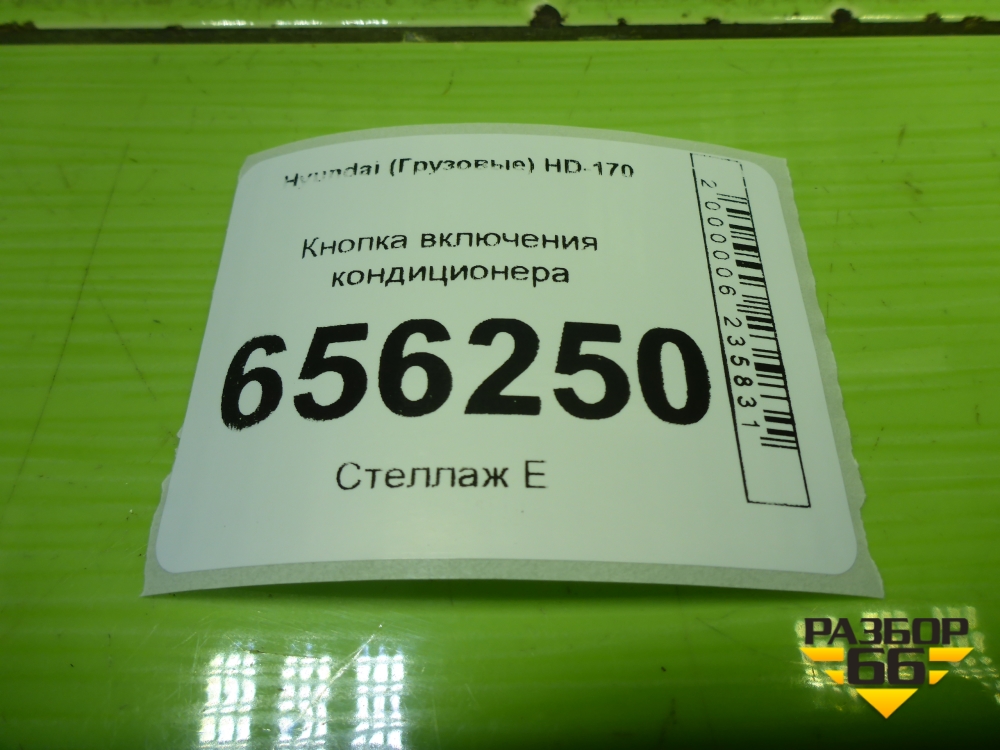 Hyundai (Грузовые) HD-170
Кнопка включения
кондиционера
656250
Стеллаж E
2000006235831
РАЗБОР
66